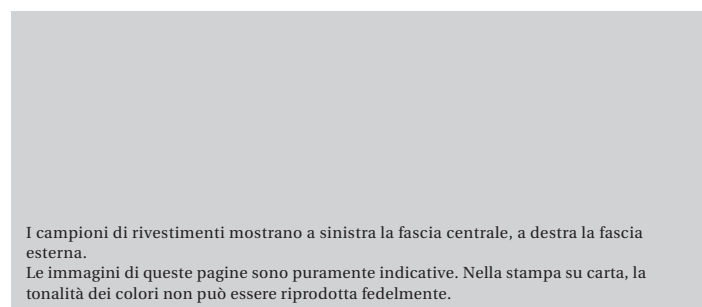 I campioni di rivestimenti mostrano a sinistra la fascia centrale, a destra la fascia
esterna.
Le immagini di queste pagine sono puramente indicative. Nella stampa su carta, la
tonalità dei colori non può essere riprodotta fedelmente.